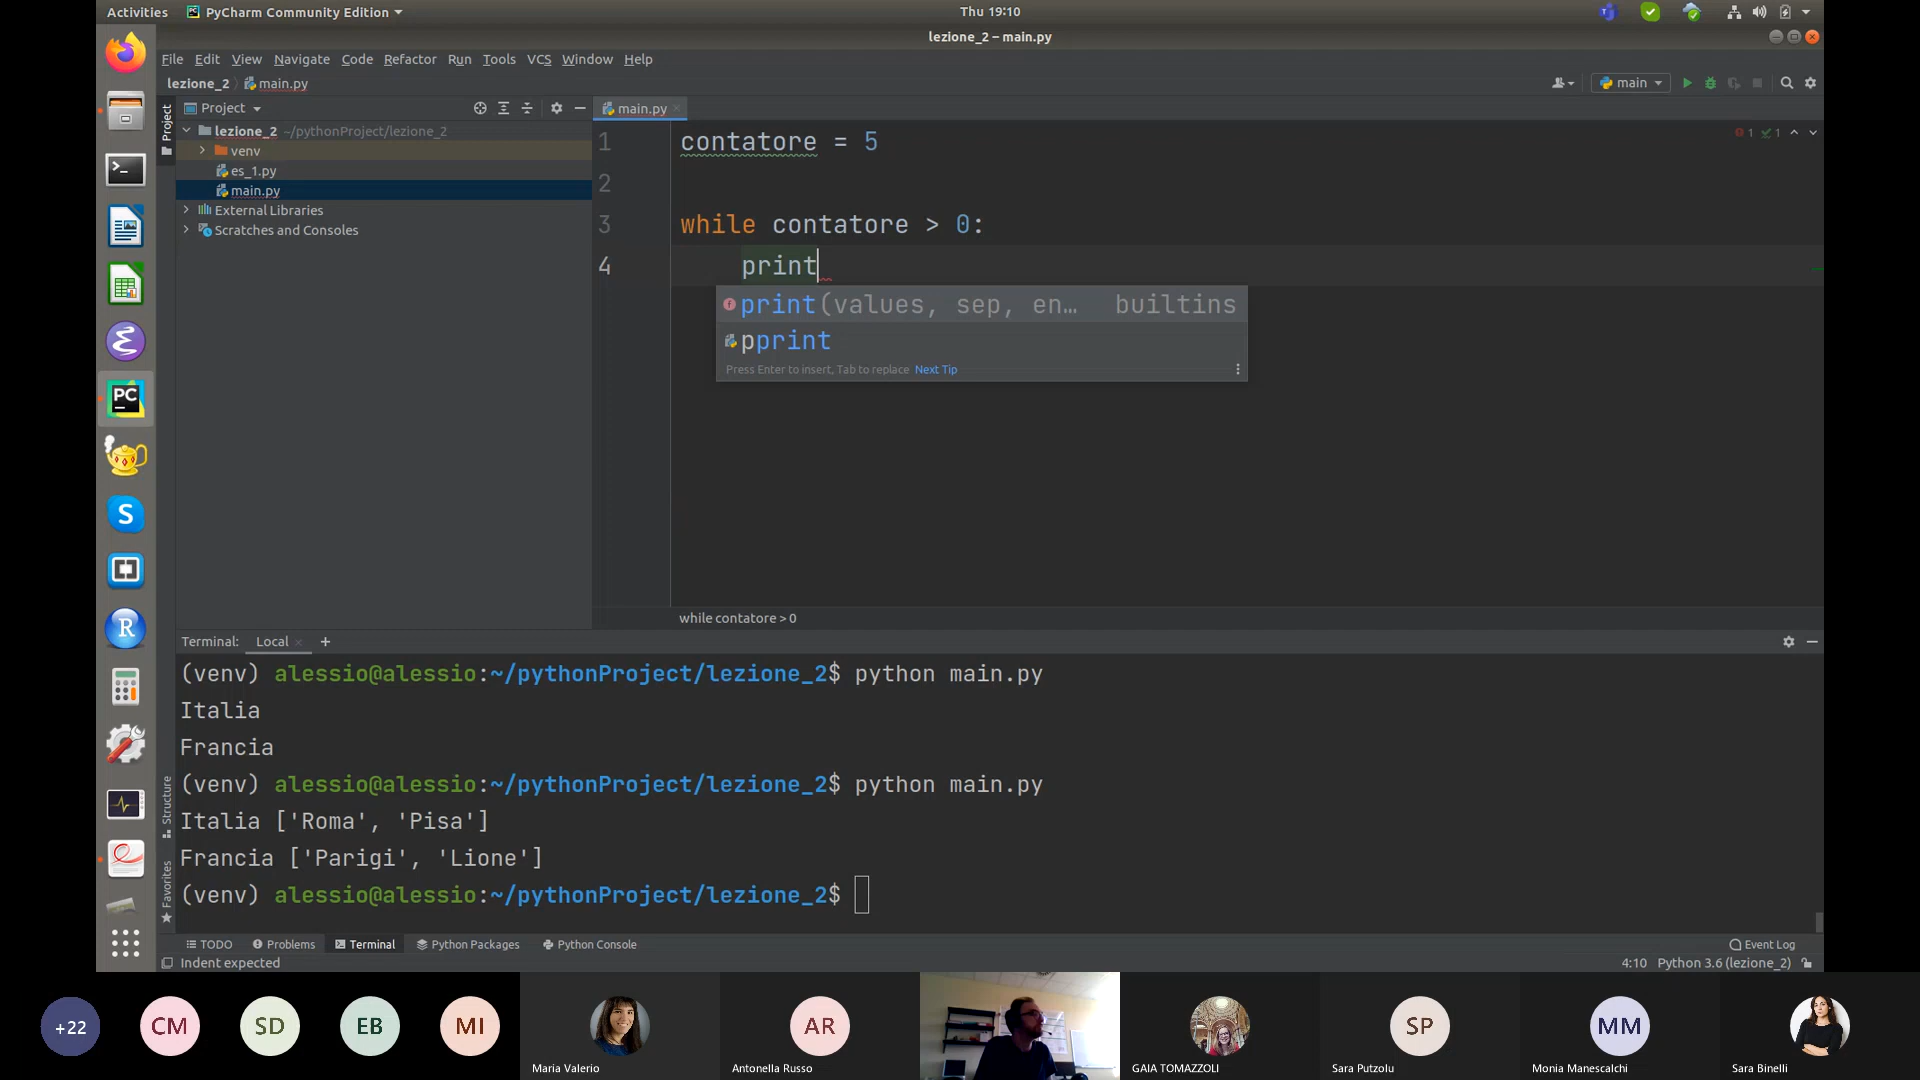 Activities PyCharm Community Edition Thu 19:10
lezione_2 – main.py
File Edit View Navigate Code Refactor Run Tools VCS Window Help
lezione_2 main.py main
Project
main.py
Project
lezione_2 ~/pythonProject/lezione_2
venv
es_1.py
main.py
External Libraries
Scratches and Consoles
1 contatore = 5
1 1
2
3 while contatore > 0:
4 print
print(values, sep, en… builtins
pprint
Press Enter to insert, Tab to replace Next Tip
while contatore > 0
Terminal: Local +
(venv) alessio@alessio:~/pythonProject/lezione_2$ python main.py
Italia
Francia
(venv) alessio@alessio:~/pythonProject/lezione_2$ python main.py
Italia ['Roma', 'Pisa']
Francia ['Parigi', 'Lione']
(venv) alessio@alessio:~/pythonProject/lezione_2$
Structure
Favorites
TODO Problems Terminal Python Packages Python Console Event Log
Indent expected 4:10 Python 3.6 (lezione_2)
PC
S
R
+22 CM SD EB MI AR SP MM
Maria Valerio Antonella Russo GAIA TOMAZZOLI Sara Putzolu Monia Manescalchi Sara Binelli